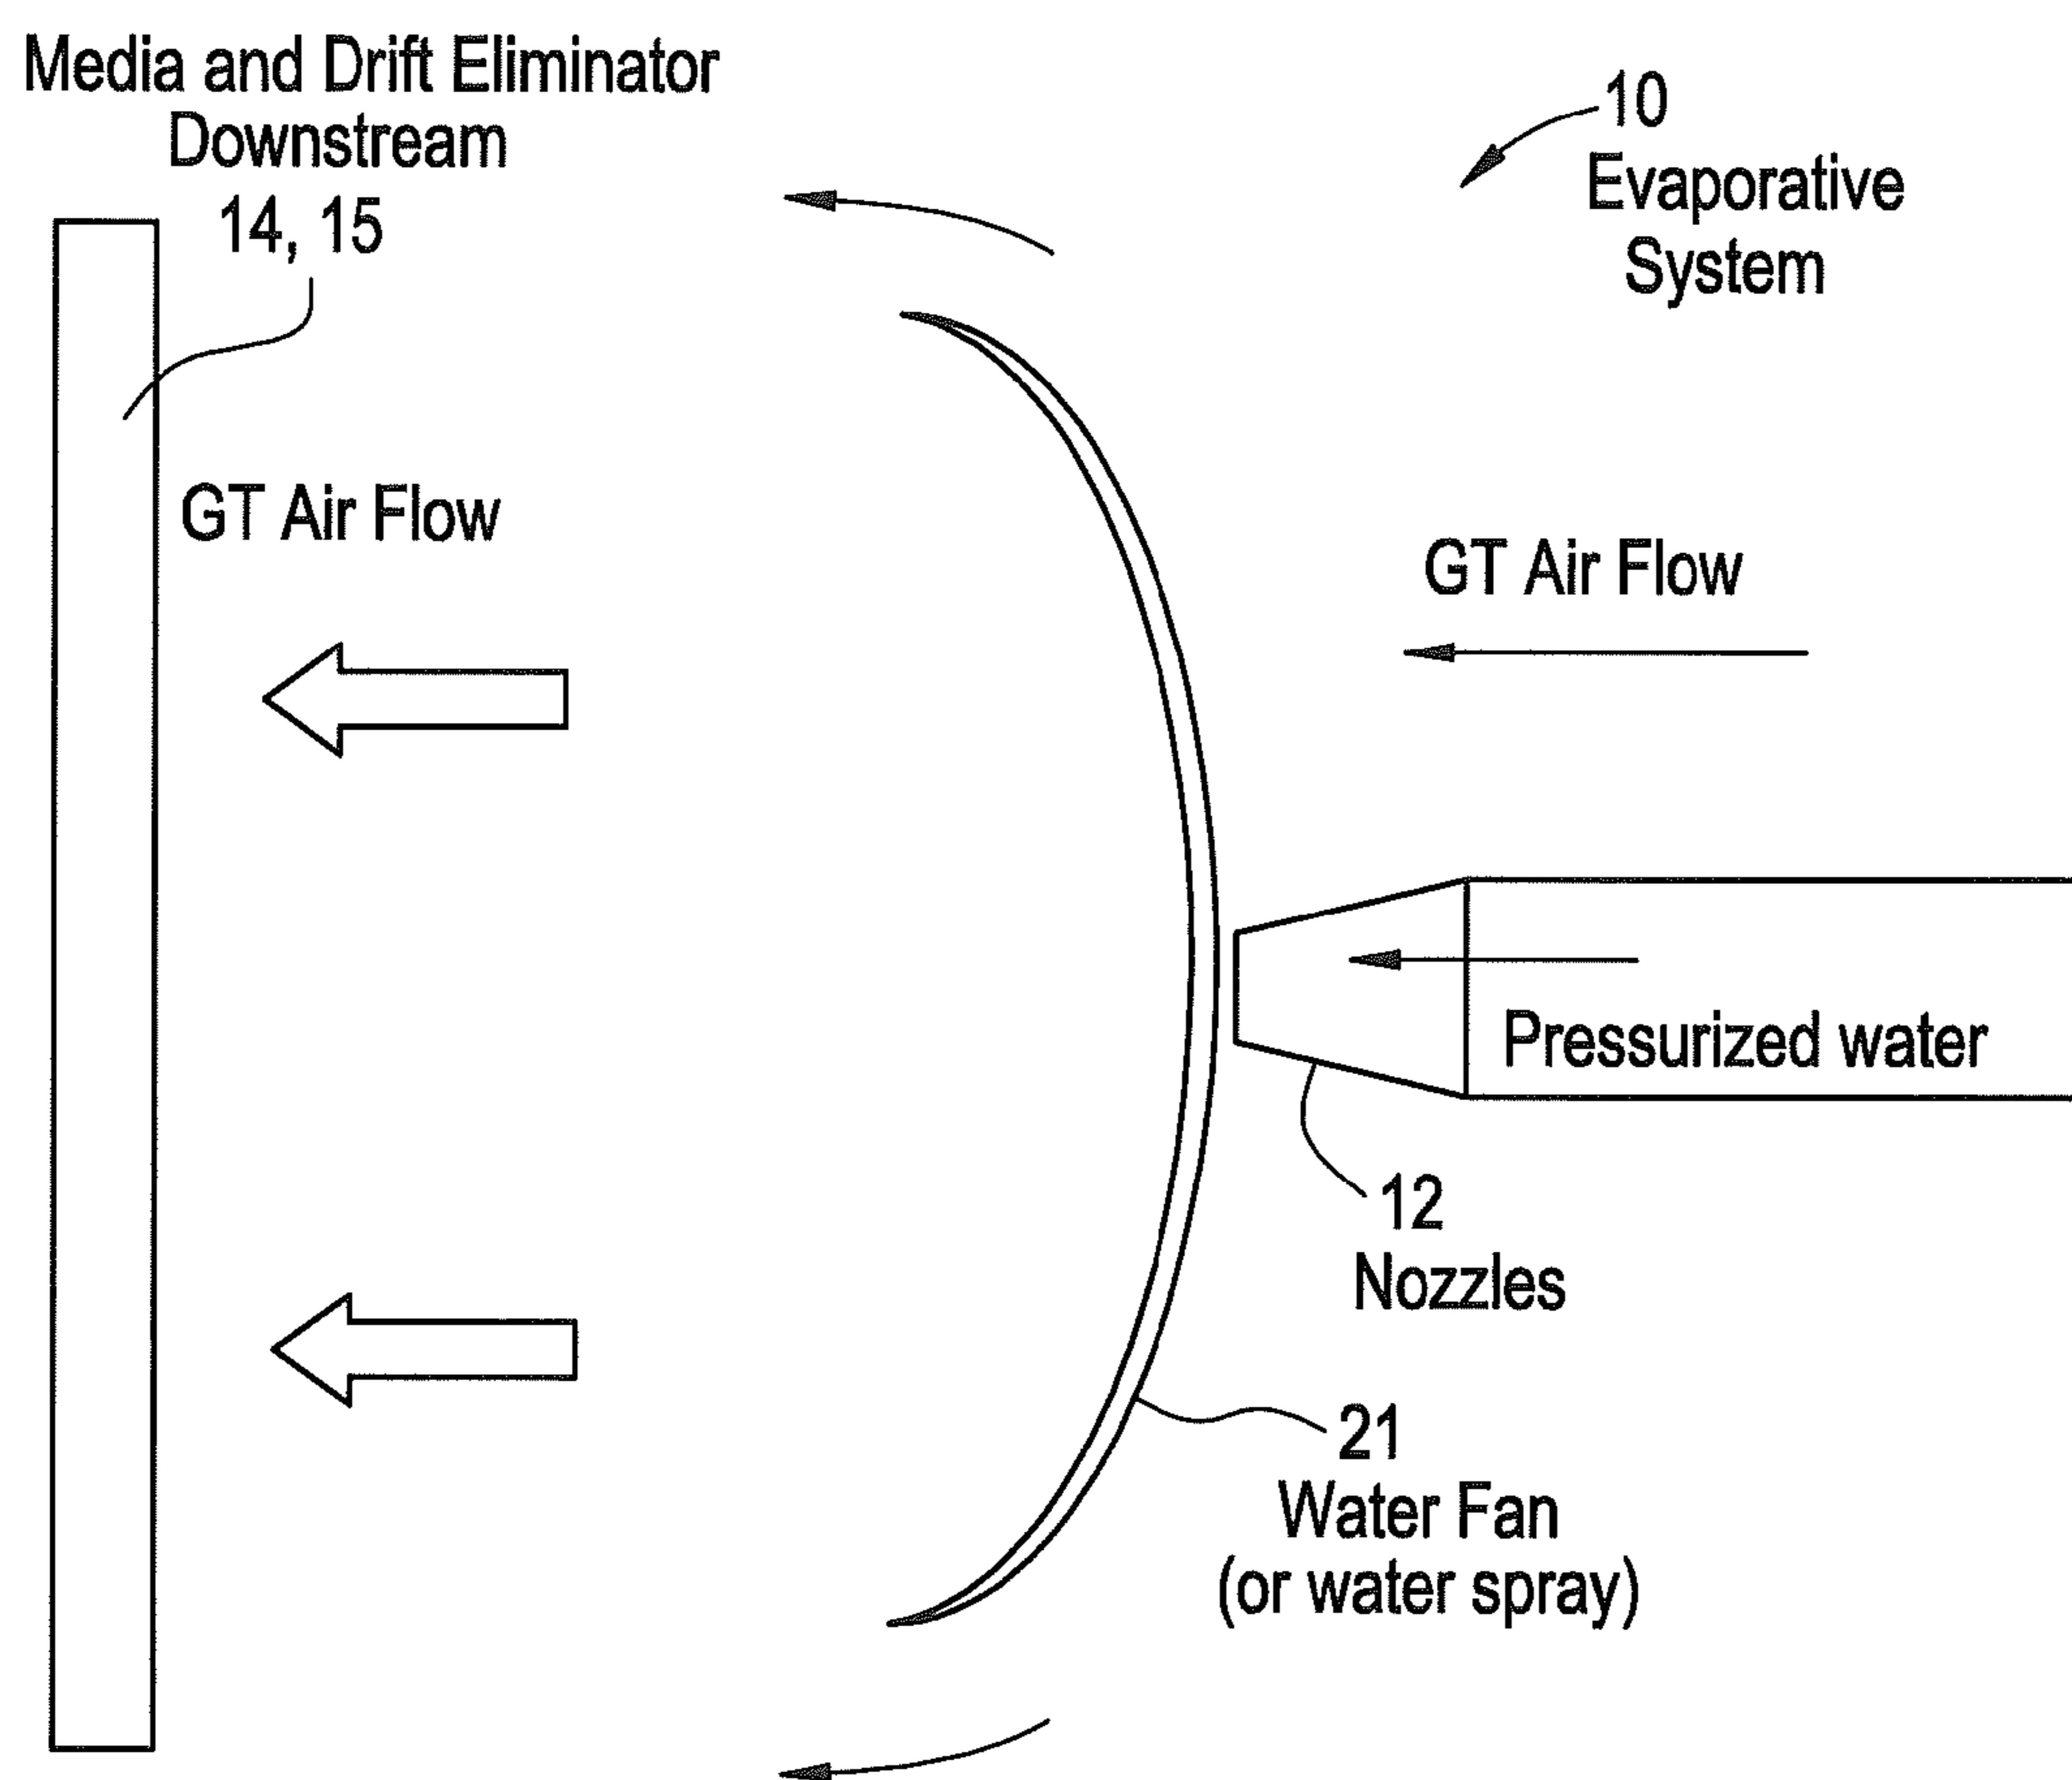 Media and Drift Eliminator
Downstream
14, 15
10
Evaporative
System
GT Air Flow
GT Air Flow
Pressurized water
12
Nozzles
21
Water Fan
(or water spray)